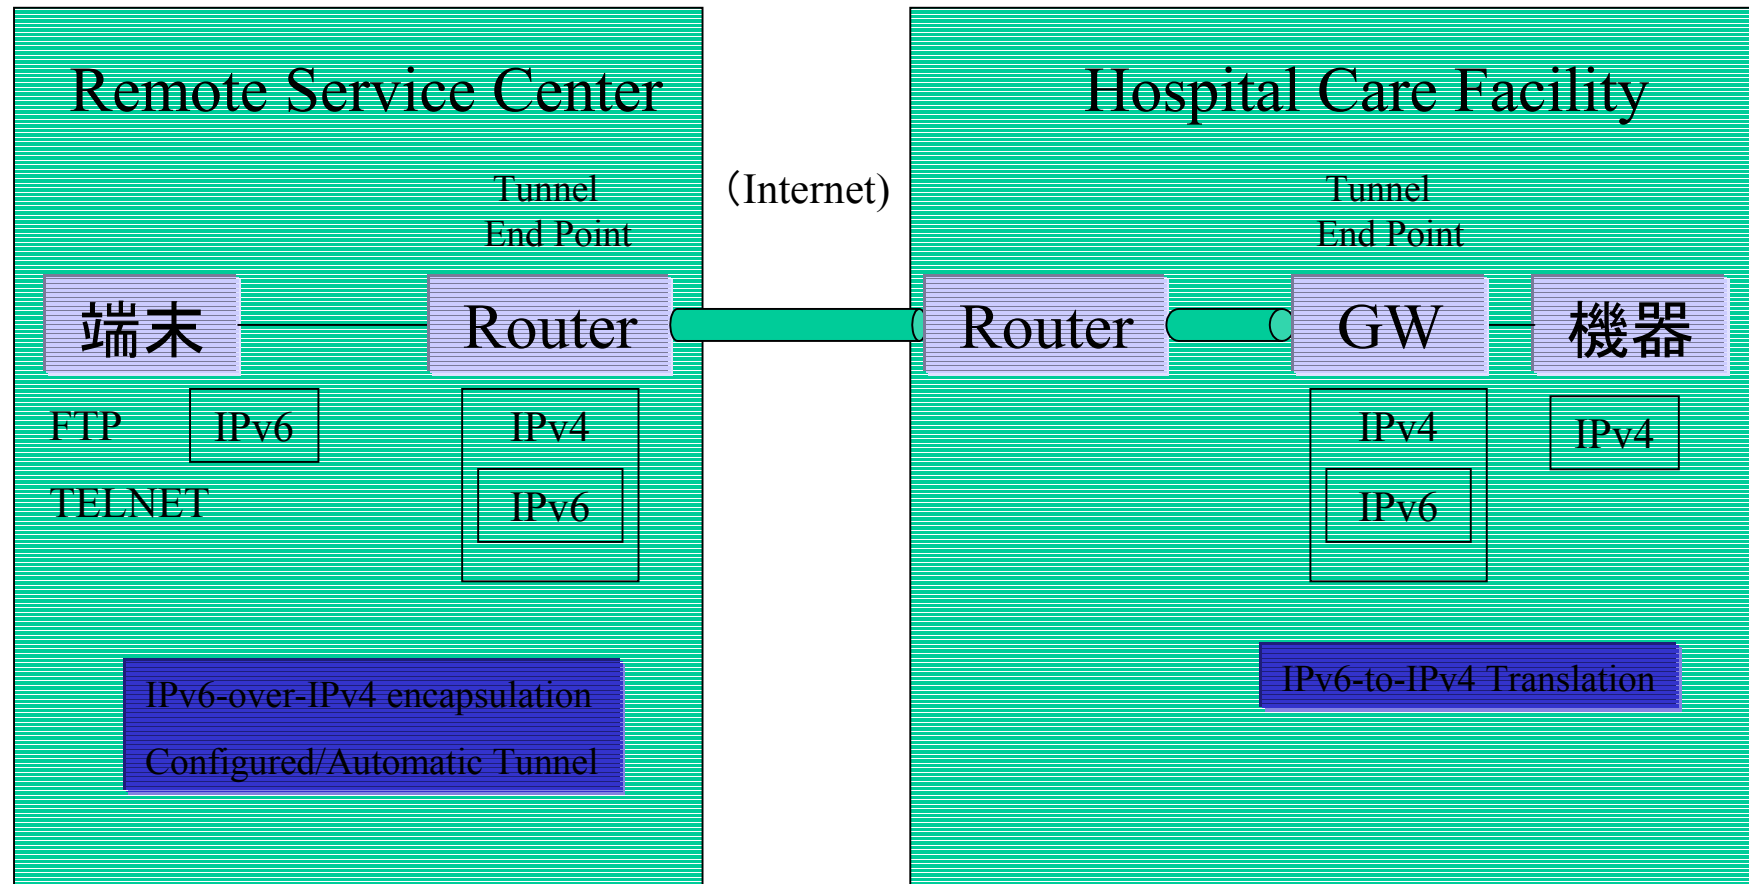 Remote Service Center
Tunnel
End Point
端末
Router
FTP
IPv6
IPv4
TELNET
IPv6
IPv6-over-IPv4 encapsulation
Configured/Automatic Tunnel
（Internet)
Hospital Care Facility
Tunnel
End Point
Router
GW
機器
IPv4
IPv4
IPv6
IPv6-to-IPv4 Translation